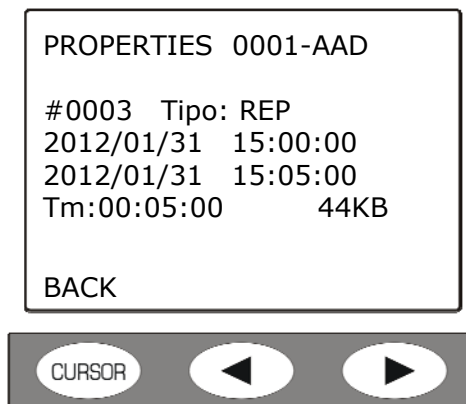 PROPERTIES 0001-AAD
#0003 Tipo: REP
2012/01/31 15:00:00
2012/01/31 15:05:00
Tm:00:05:00 44KB
BACK
CURSOR